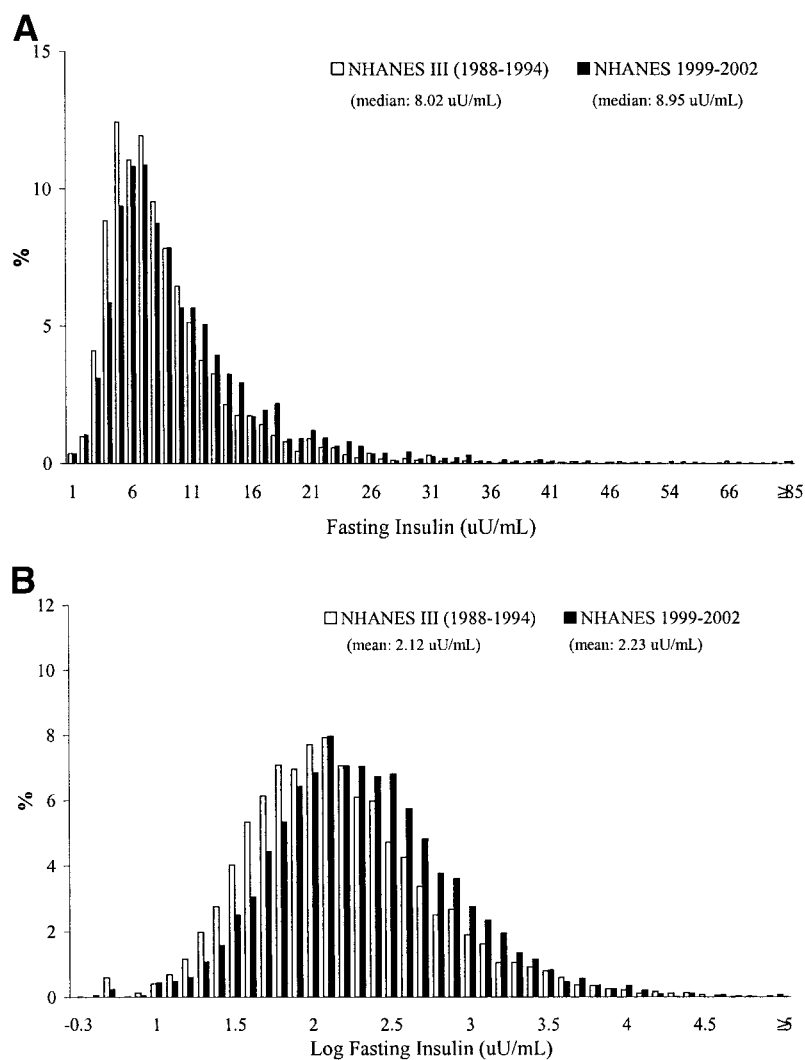 A
15
□ NHANES III (1988-1994) ■ NHANES 1999-2002
(median: 8.02 uU/mL) (median: 8.95 uU/mL)
10
%
5
0
1 6 11 16 21 26 31 36 41 46 54 66 ≥85
Fasting Insulin (uU/mL)
B
12
□ NHANES III (1988-1994) ■ NHANES 1999-2002
(mean: 2.12 uU/mL) (mean: 2.23 uU/mL)
10
8
%
6
4
2
0
-0.3 1 1.5 2 2.5 3 3.5 4 4.5 ≥5
Log Fasting Insulin (uU/mL)